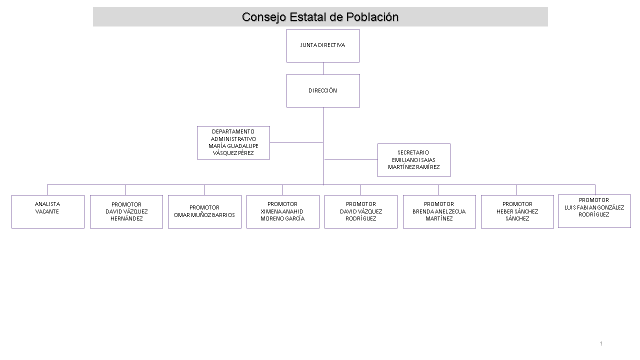 Consejo Estatal de Población
JUNTA DIRECTIVA
DIRECCIÓN
DEPARTAMENTO
ADMINISTRATIVO
MARÍA GUADALUPE
VÁSQUEZ PÉREZ
SECRETARIO
EMILIANO ISAIAS
MARTÍNEZ RAMÍREZ
ANALISTA
VACANTE
PROMOTOR
DAVID VÁZQUEZ
HERNÁNDEZ
PROMOTOR
OMAR MUÑOZ BARRIOS
PROMOTOR
XIMENA ANAHID
MORENO GARCÍA
PROMOTOR
DAVID VÁZQUEZ
RODRÍGUEZ
PROMOTOR
BRENDA ANEL ZECUA
MARTÍNEZ
PROMOTOR
HEBER SÁNCHEZ
SÁNCHEZ
PROMOTOR
LUIS FABIAN GONZÁLEZ
RODRÍGUEZ
1